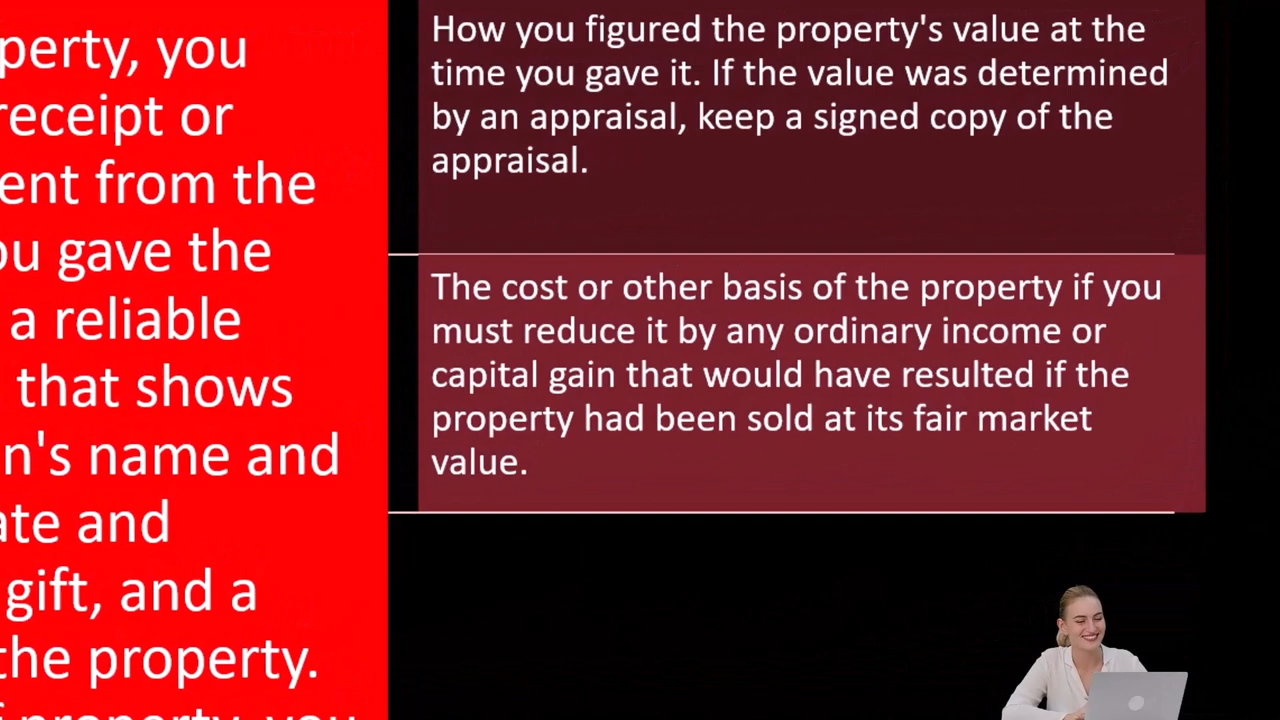 perty, you
receipt or
ent from the
ou gave the
a reliable
that shows
n's name and
ate and
gift, and a
the property.
property, you
How you figured the property's value at the
time you gave it. If the value was determined
by an appraisal, keep a signed copy of the
appraisal.
The cost or other basis of the property if you
must reduce it by any ordinary income or
capital gain that would have resulted if the
property had been sold at its fair market
value.